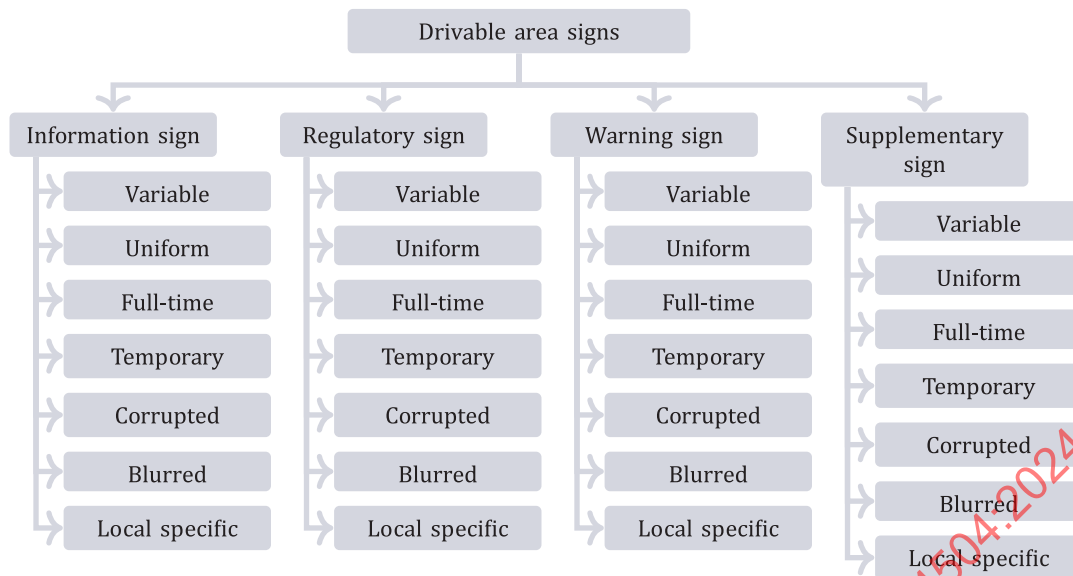 Drivable area signs
Information sign
Variable
Uniform
Full-time
Temporary
Corrupted
Blurred
Local specific
Regulatory sign
Variable
Uniform
Full-time
Temporary
Corrupted
Blurred
Local specific
Warning sign
Variable
Uniform
Full-time
Temporary
Corrupted
Blurred
Local specific
Supplementary
sign
Variable
Uniform
Full-time
Temporary
Corrupted
Blurred
Local specific